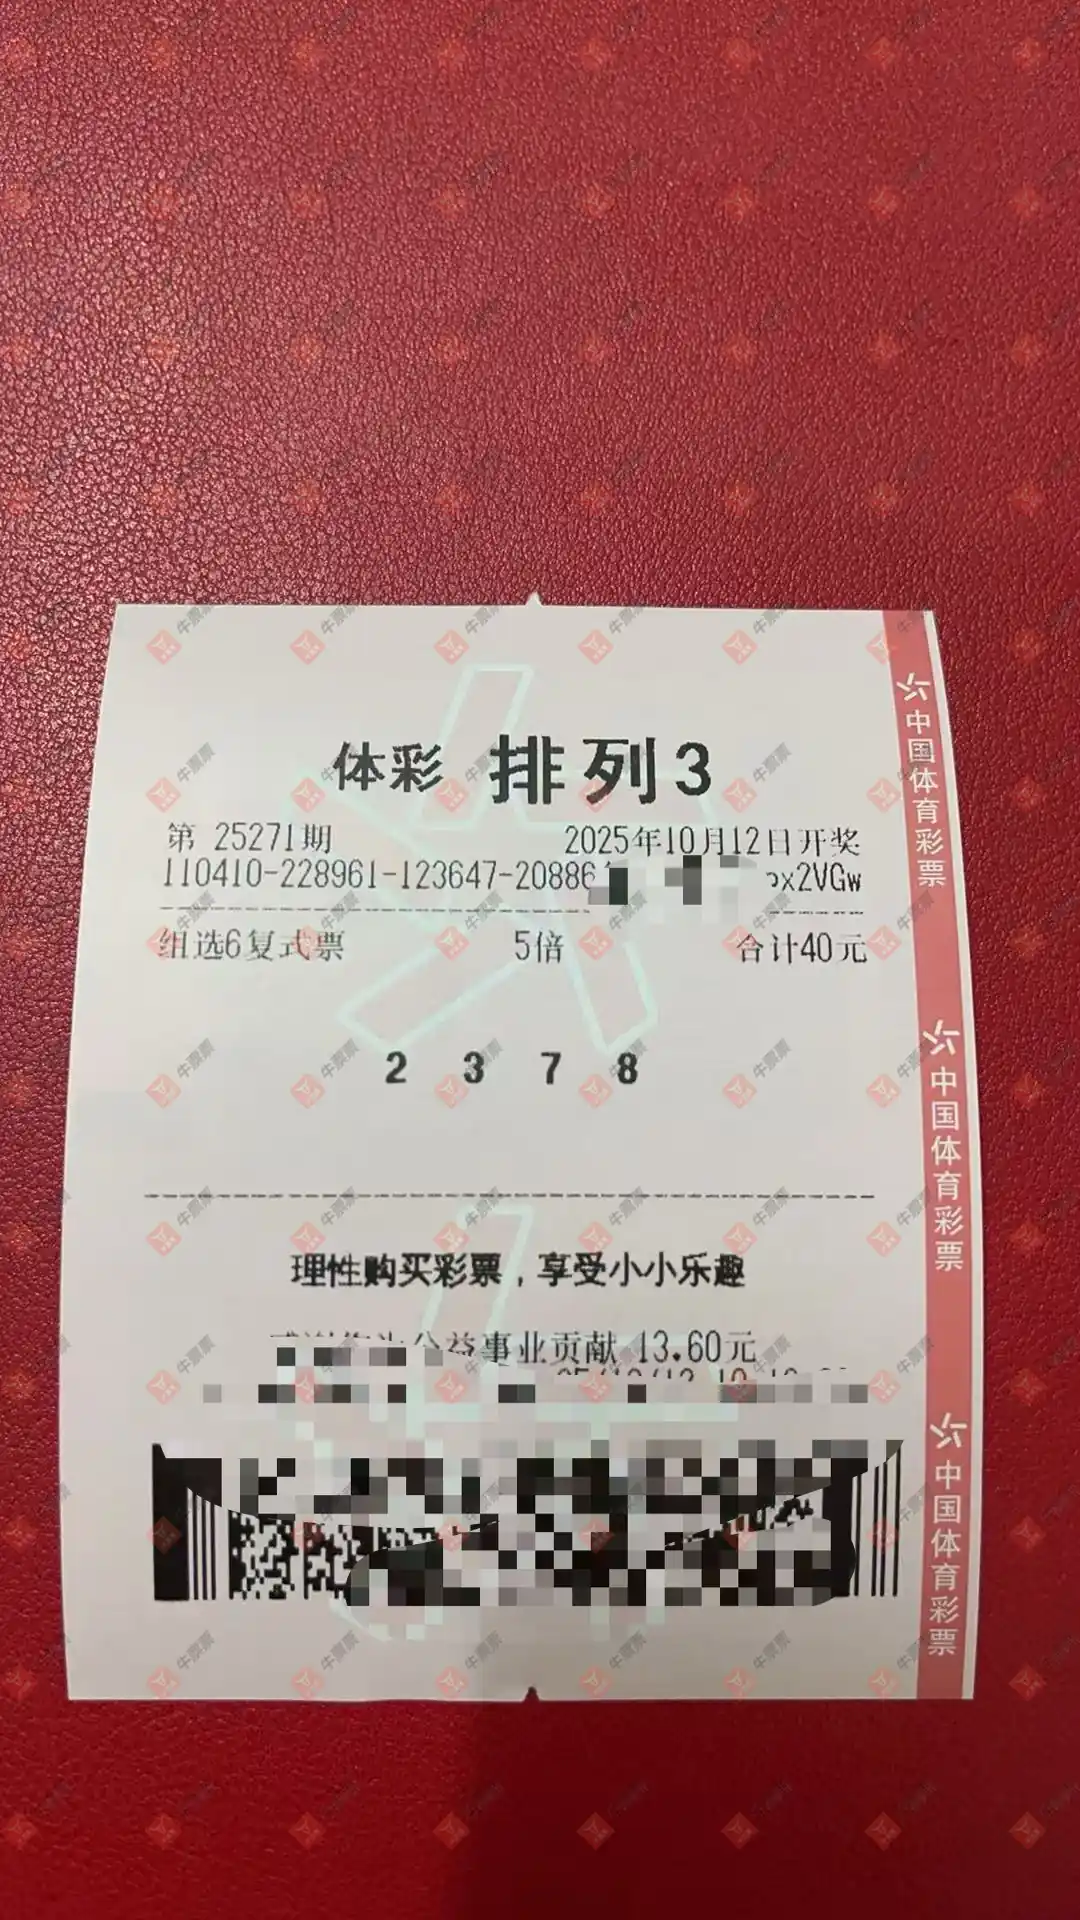 体彩 排列3
第 25271期 2025年10月12日开奖
110410-228961-123647-20886 x2VGw
组选6复式票 5倍 合计40元
2 3 7 8
理性购买彩票，享受小小乐趣
公益事业贡献 13.60元
中国体育彩票
中国体育彩票
中国体育彩票
牛票票